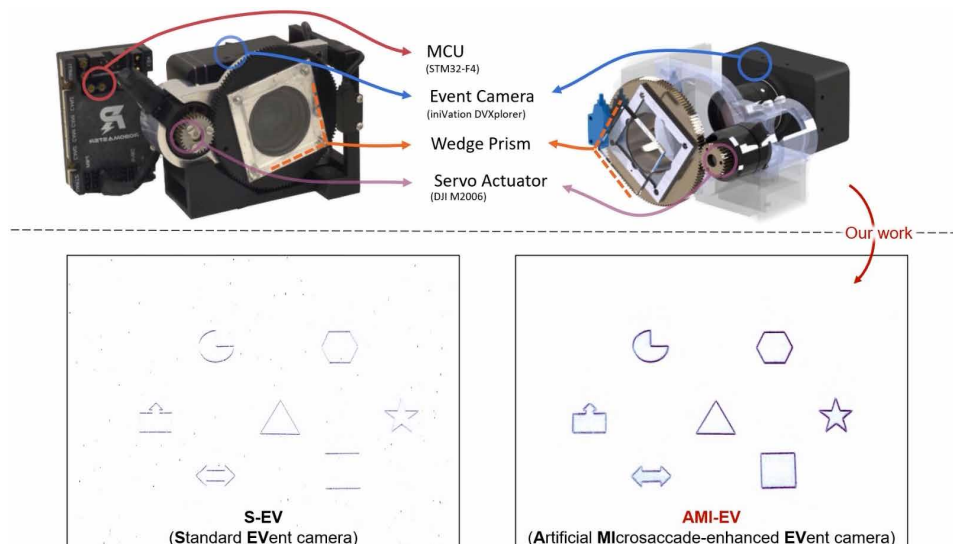 MCU
(STM32-F4)
Event Camera
(iniVation DVXplorer)
Wedge Prism
Servo Actuator
(DJI M2006)
ROBOMASTER
Our work
S-EV
(Standard EVent camera)
AMI-EV
(Artificial MIcrosaccade-enhanced EVent camera)